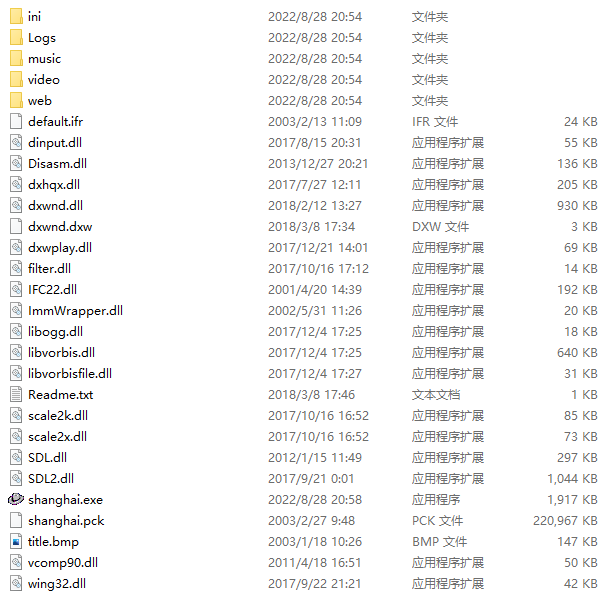 ini 2022/8/28 20:54 文件夹
Logs 2022/8/28 20:54 文件夹
music 2022/8/28 20:54 文件夹
video 2022/8/28 20:54 文件夹
web 2022/8/28 20:54 文件夹
default.ifr 2003/2/13 11:09 IFR 文件 24 KB
dinput.dll 2017/8/15 20:31 应用程序扩展 55 KB
Disasm.dll 2013/12/27 20:21 应用程序扩展 136 KB
dxhqx.dll 2017/7/27 12:11 应用程序扩展 205 KB
dxwnd.dll 2018/2/12 13:27 应用程序扩展 930 KB
dxwnd.dxw 2018/3/8 17:34 DXW 文件 3 KB
dxwplay.dll 2017/12/21 14:01 应用程序扩展 69 KB
filter.dll 2017/10/16 17:12 应用程序扩展 14 KB
IFC22.dll 2001/4/20 14:39 应用程序扩展 192 KB
ImmWrapper.dll 2002/5/31 11:26 应用程序扩展 20 KB
libogg.dll 2017/12/4 17:25 应用程序扩展 18 KB
libvorbis.dll 2017/12/4 17:25 应用程序扩展 640 KB
libvorbisfile.dll 2017/12/4 17:27 应用程序扩展 31 KB
Readme.txt 2018/3/8 17:46 文本文档 1 KB
scale2k.dll 2017/10/16 16:52 应用程序扩展 85 KB
scale2x.dll 2017/10/16 16:52 应用程序扩展 73 KB
SDL.dll 2012/1/15 11:49 应用程序扩展 297 KB
SDL2.dll 2017/9/21 0:01 应用程序扩展 1,044 KB
shanghai.exe 2022/8/28 20:58 应用程序 1,917 KB
shanghai.pck 2003/2/27 9:48 PCK 文件 220,967 KB
title.bmp 2003/1/18 10:26 BMP 文件 147 KB
vcomp90.dll 2011/4/18 16:51 应用程序扩展 50 KB
wing32.dll 2017/9/22 21:21 应用程序扩展 42 KB